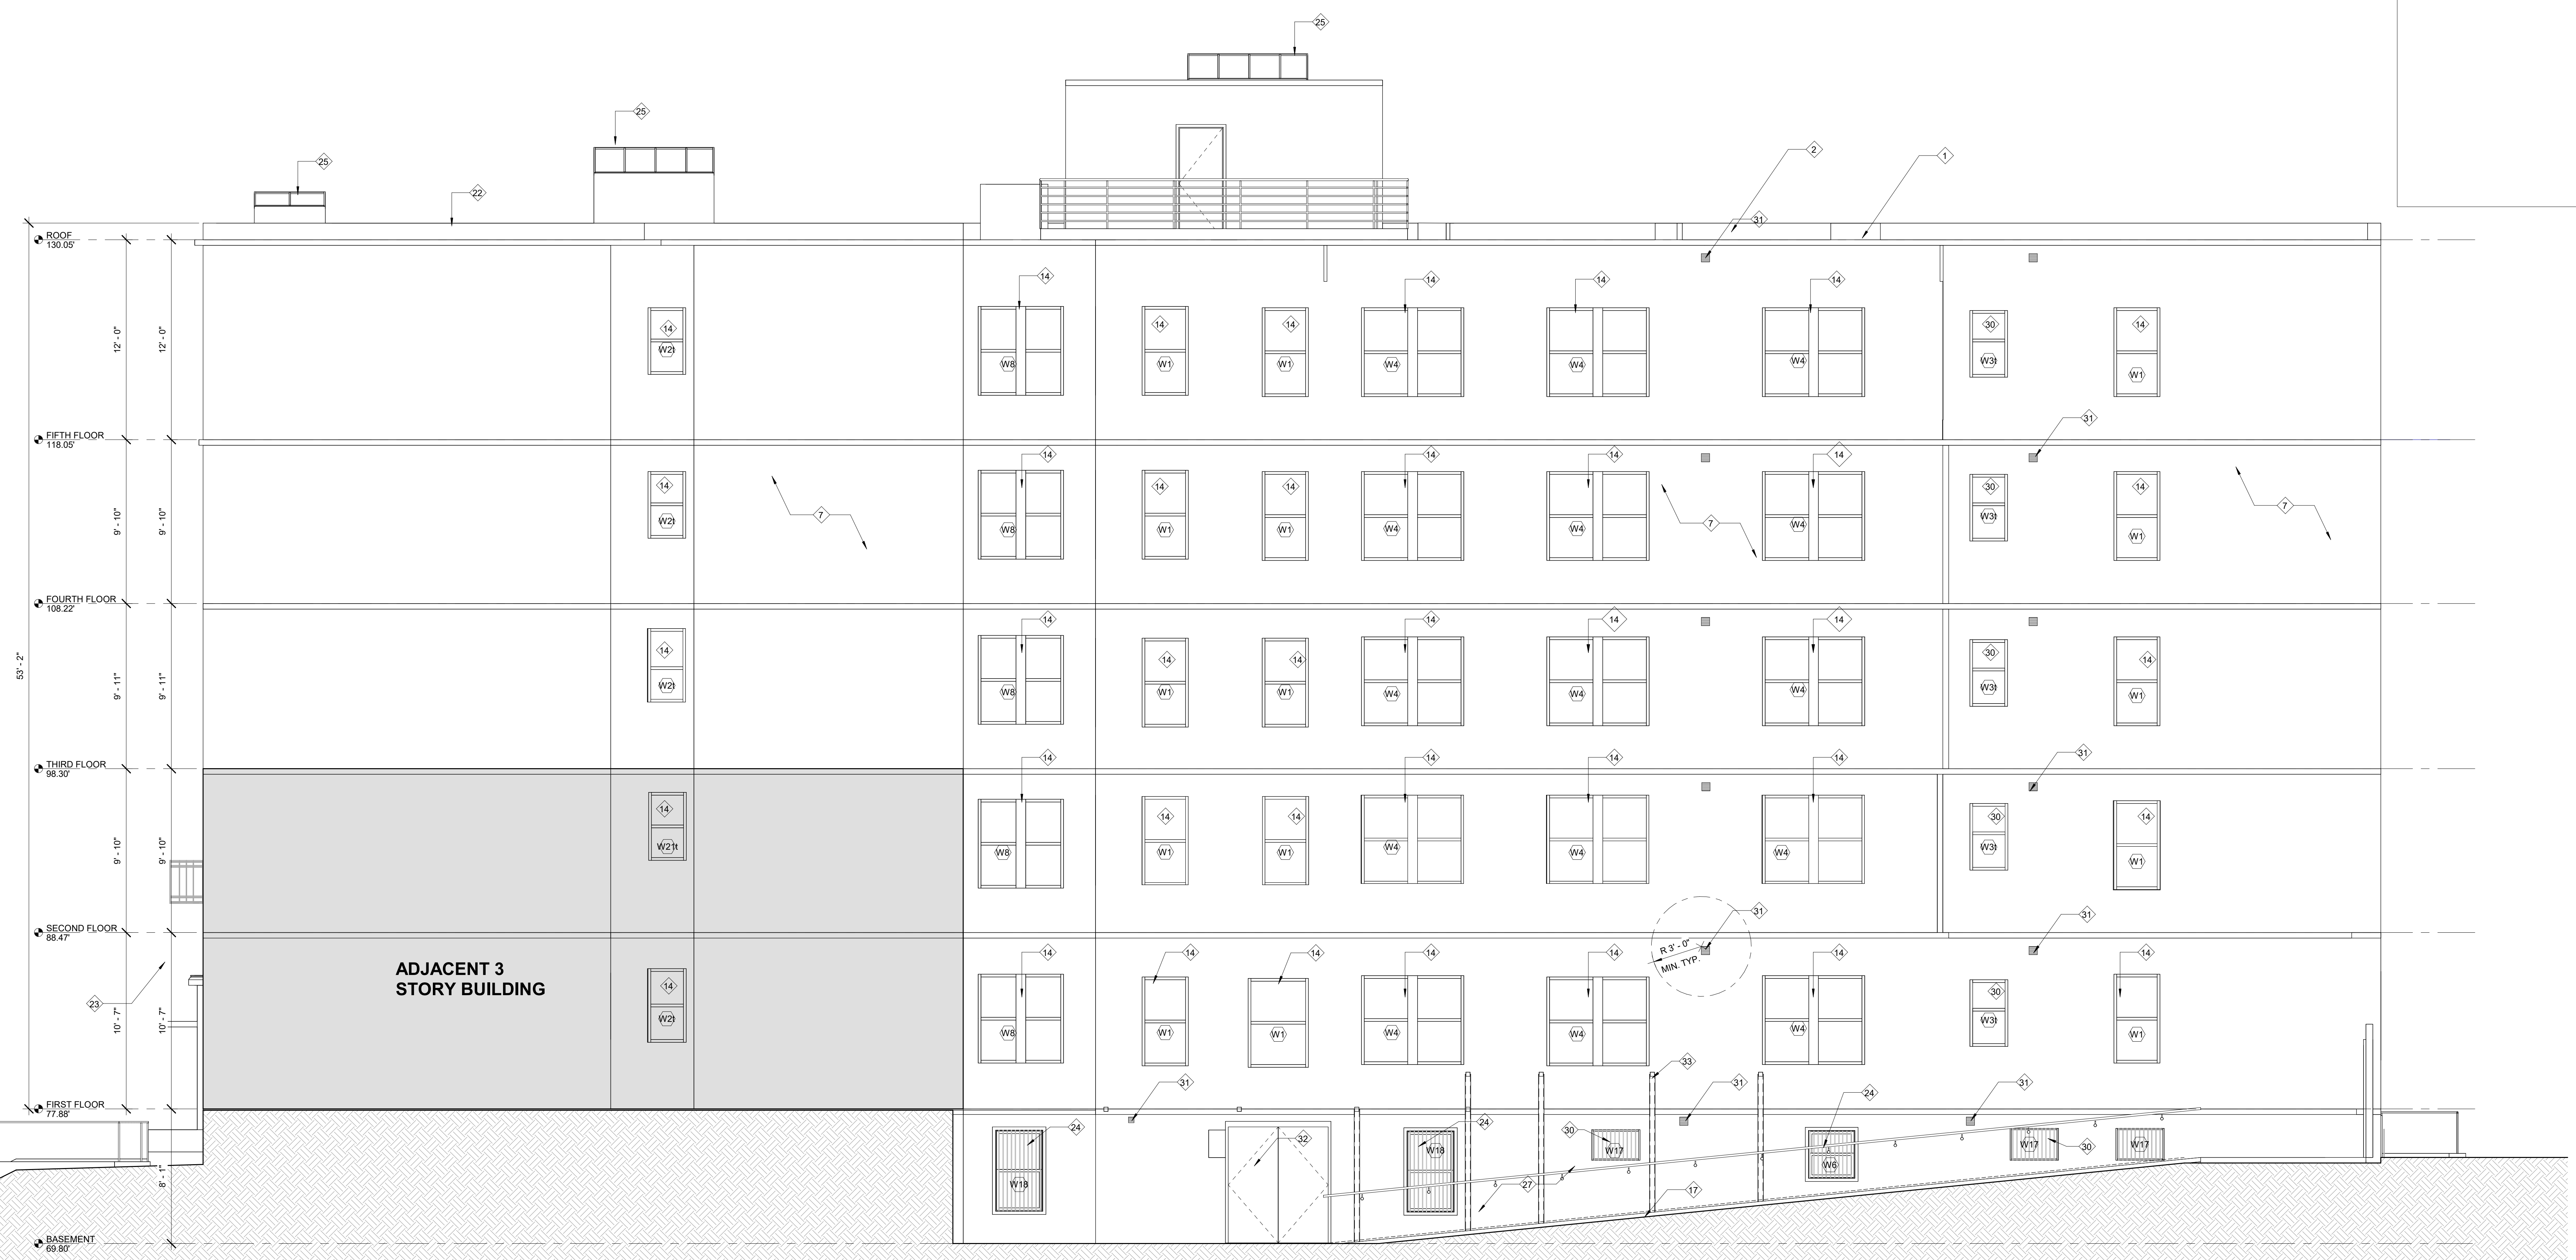 25
25
25
22
2
1
31
ROOF
130.05'
14
14
14
14
12' - 0"
12' - 0"
14
W2t
W8
14
W1
14
W1
W4
W4
W4
30
W3t
14
W1
FIFTH FLOOR
118.05'
31
14
14
14
14
9' - 10"
9' - 10"
14
W2t
7
W8
14
W1
14
W1
W4
W4
7
W4
30
W3t
14
W1
7
FOURTH FLOOR
108.22'
14
14
14
14
53' - 2"
9' - 11"
9' - 11"
14
W2t
W8
14
W1
14
W1
W4
W4
W4
30
W3t
14
W1
THIRD FLOOR
98.30'
14
14
14
14
31
9' - 10"
9' - 10"
14
W21t
W8
14
W1
14
W1
W4
W4
W4
30
W3t
14
W1
SECOND FLOOR
88.47'
31
31
R 3' - 0"
MIN. TYP.
14
14
14
14
14
14
14
ADJACENT 3
STORY BUILDING
23
10' - 7"
10' - 7"
14
W2t
W8
W1
W1
W4
W4
W4
30
W3t
W1
33
31
31
31
FIRST FLOOR
77.88'
24
32
24
30
24
30
W18
W18
W17
W6
W17
W17
27
17
8' - 1"
BASEMENT
69.80'